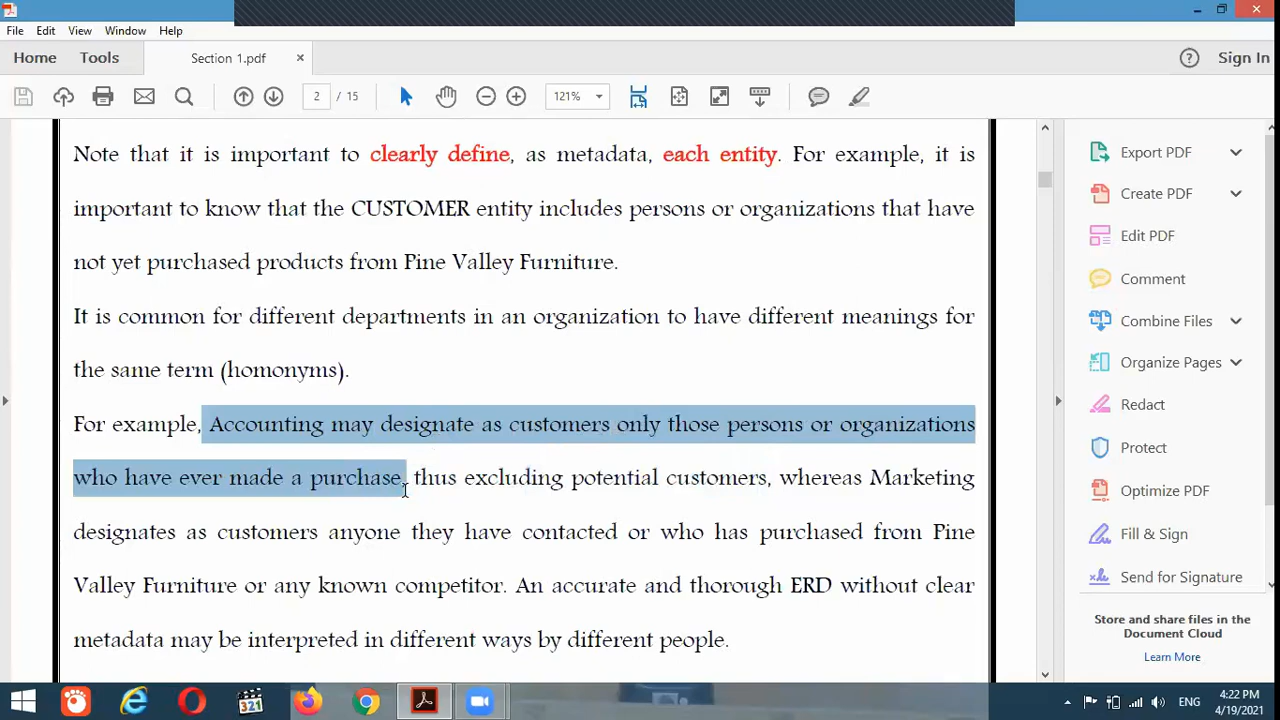 File Edit View Window Help
Home Tools Section 1.pdf × Sign In
2 / 15 121%
Note that it is important to clearly define, as metadata, each entity. For example, it is
important to know that the CUSTOMER entity includes persons or organizations that have
not yet purchased products from Pine Valley Furniture.
It is common for different departments in an organization to have different meanings for
the same term (homonyms).
For example, Accounting may designate as customers only those persons or organizations
who have ever made a purchase, thus excluding potential customers, whereas Marketing
designates as customers anyone they have contacted or who has purchased from Pine
Valley Furniture or any known competitor. An accurate and thorough ERD without clear
metadata may be interpreted in different ways by different people.
Export PDF
Create PDF
Edit PDF
Comment
Combine Files
Organize Pages
Redact
Protect
Optimize PDF
Fill & Sign
Send for Signature
Store and share files in the
Document Cloud
Learn More
321
ENG
4:22 PM
4/19/2021